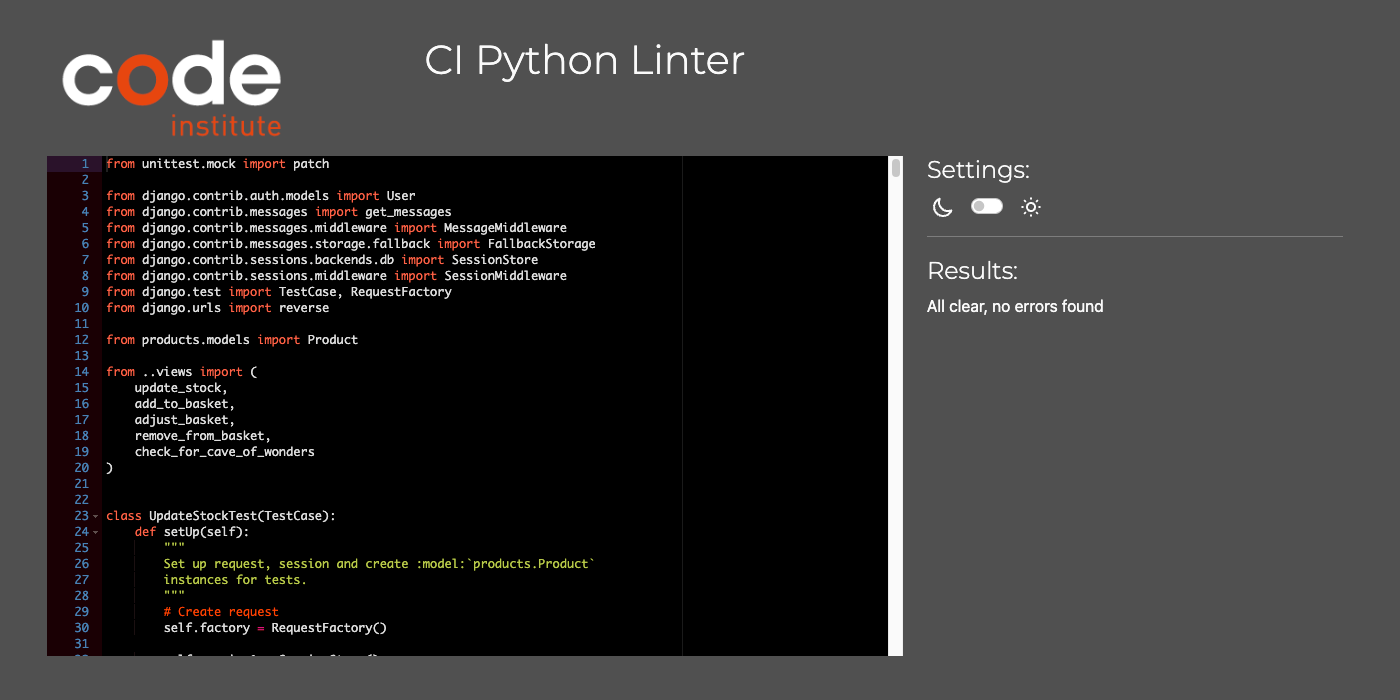 code
institute
CI Python Linter
1 from unittest.mock import patch
2
3 from django.contrib.auth.models import User
4 from django.contrib.messages import get_messages
5 from django.contrib.messages.middleware import MessageMiddleware
6 from django.contrib.messages.storage.fallback import FallbackStorage
7 from django.contrib.sessions.backends.db import SessionStore
8 from django.contrib.sessions.middleware import SessionMiddleware
9 from django.test import TestCase, RequestFactory
10 from django.urls import reverse
11
12 from products.models import Product
13
14 from ..views import (
15     update_stock,
16     add_to_basket,
17     adjust_basket,
18     remove_from_basket,
19     check_for_cave_of_wonders
20 )
21
22
23 class UpdateStockTest(TestCase):
24     def setUp(self):
25         """
26         Set up request, session and create :model:`products.Product`
27         instances for tests.
28         """
29         # Create request
30         self.factory = RequestFactory()
31
Settings:
Results:
All clear, no errors found